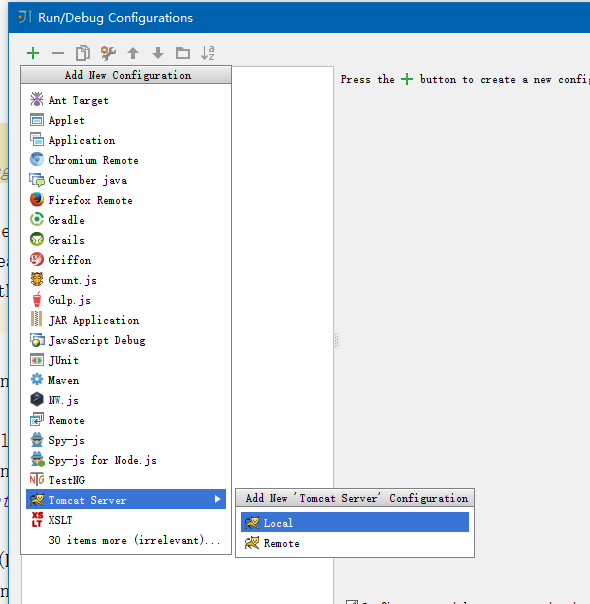 Run/Debug Configurations
Add New Configuration
Press the + button to create a new confi
Ant Target
Applet
Application
Chromium Remote
Cucumber java
Firefox Remote
Gradle
Grails
Griffon
Grunt.js
Gulp.js
JAR Application
JavaScript Debug
JUnit
Maven
NW.js
Remote
Spy-js
Spy-js for Node.js
TestNG
Tomcat Server
Add New 'Tomcat Server' Configuration
Local
XSLT
Remote
30 items more (irrelevant)...